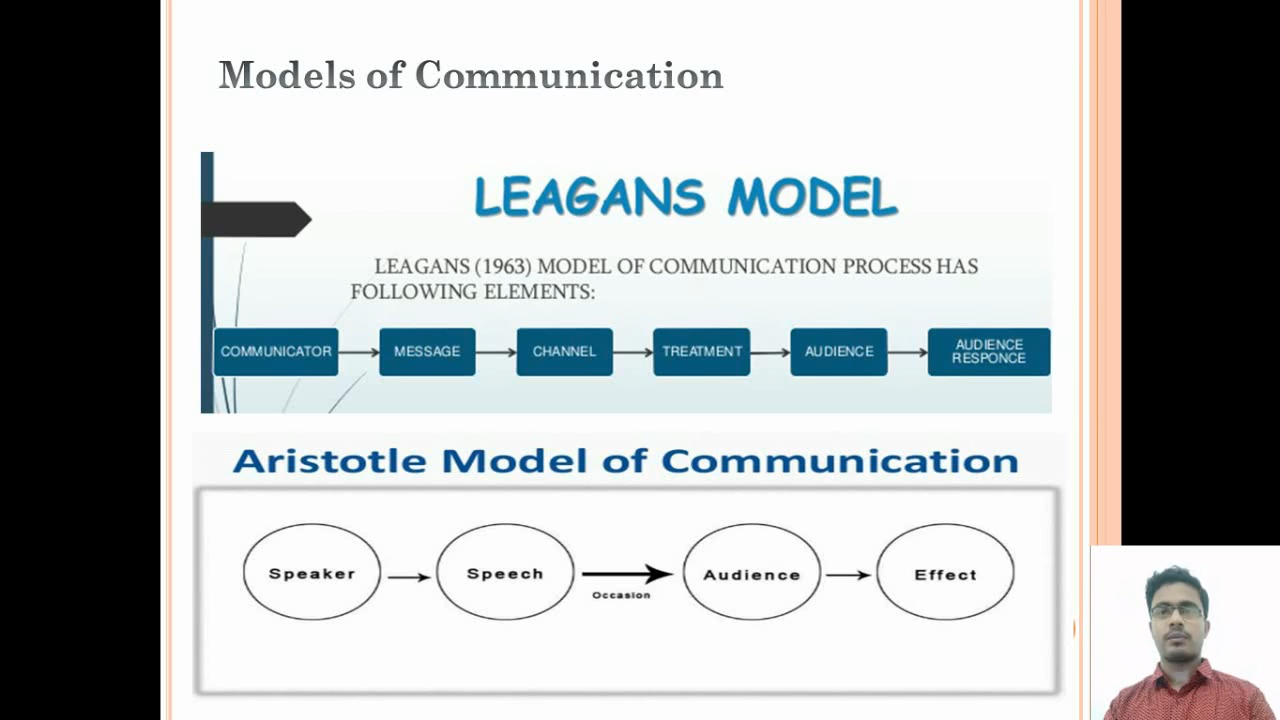 Models of Communication
LEAGANS MODEL
LEAGANS (1963) MODEL OF COMMUNICATION PROCESS HAS
FOLLOWING ELEMENTS:
COMMUNICATOR
MESSAGE
CHANNEL
TREATMENT
AUDIENCE
AUDIENCE
RESPONCE
Aristotle Model of Communication
Speaker
Speech
Occasion
Audience
Effect